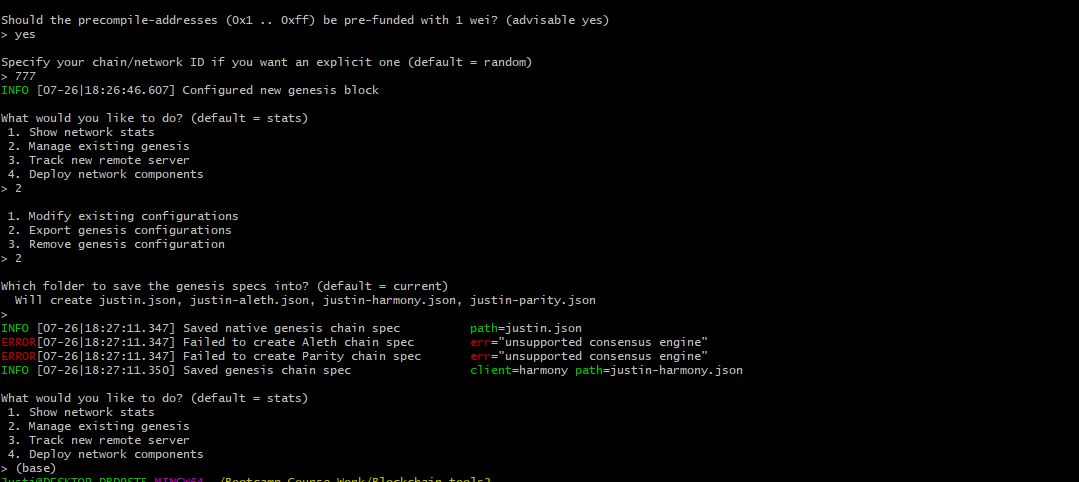 Should the precompile-addresses (0x1 .. 0xff) be pre-funded with 1 wei? (advisable yes)
> yes
Specify your chain/network ID if you want an explicit one (default = random)
> 777
INFO [07-26|18:26:46.607] Configured new genesis block
What would you like to do? (default = stats)
1. Show network stats
2. Manage existing genesis
3. Track new remote server
4. Deploy network components
> 2
1. Modify existing configurations
2. Export genesis configurations
3. Remove genesis configuration
> 2
Which folder to save the genesis specs into? (default = current)
Will create justin.json, justin-aleth.json, justin-harmony.json, justin-parity.json
>
INFO [07-26|18:27:11.347] Saved native genesis chain spec path=justin.json
ERROR[07-26|18:27:11.347] Failed to create Aleth chain spec err="unsupported consensus engine"
ERROR[07-26|18:27:11.347] Failed to create Parity chain spec err="unsupported consensus engine"
INFO [07-26|18:27:11.350] Saved genesis chain spec client=harmony path=justin-harmony.json
What would you like to do? (default = stats)
1. Show network stats
2. Manage existing genesis
3. Track new remote server
4. Deploy network components
> (base)